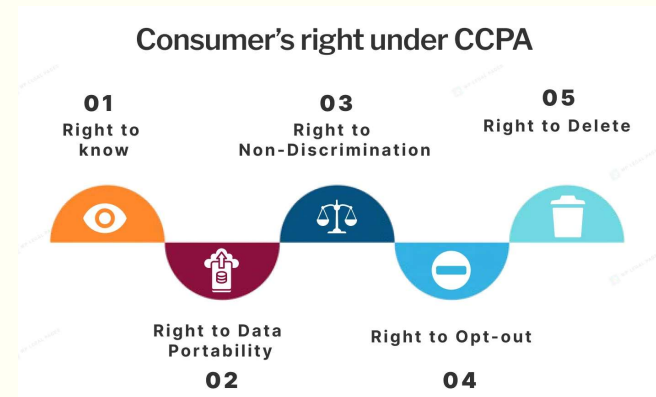 Consumer's right under CCPA
01
Right to
know
03
Right to
Non-Discrimination
05
Right to Delete
Right to Data
Portability
02
Right to Opt-out
04